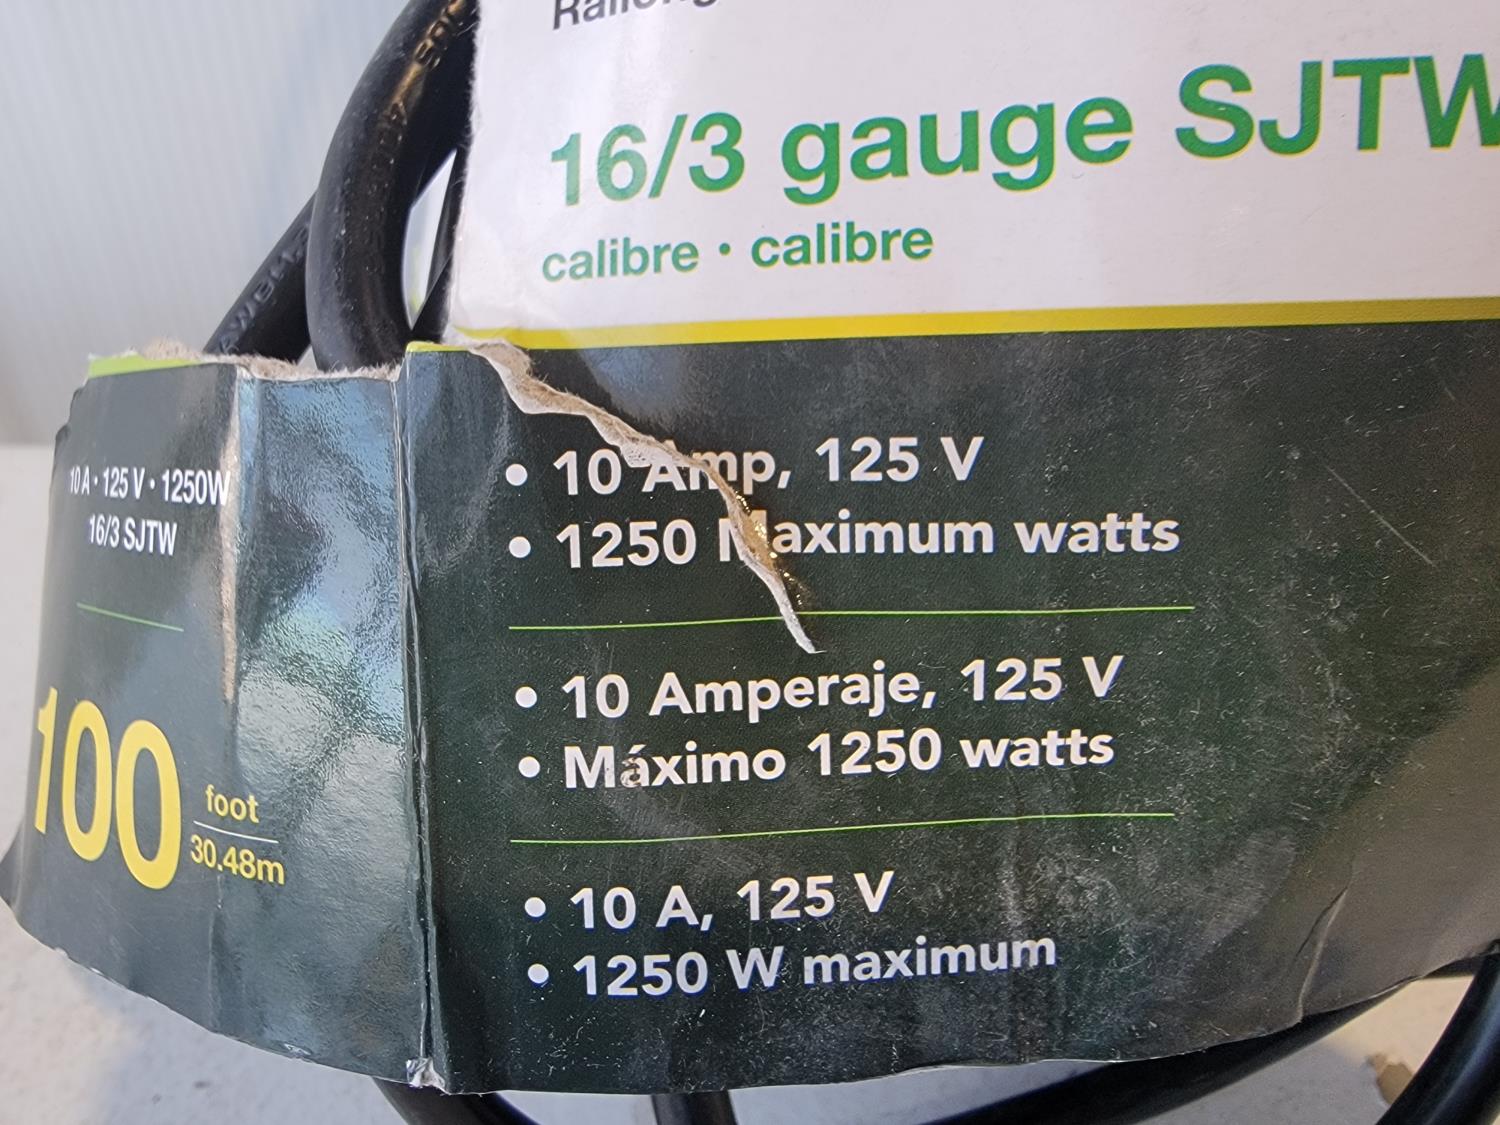 16/3 gauge SJTW
calibre • calibre
• 10 Amp, 125 V
• 1250 Maximum watts
• 10 Amperaje, 125 V
• Máximo 1250 watts
• 10 A, 125 V
• 1250 W maximum
10 A • 125 V • 1250W
16/3 SJTW
100
foot
30.48m